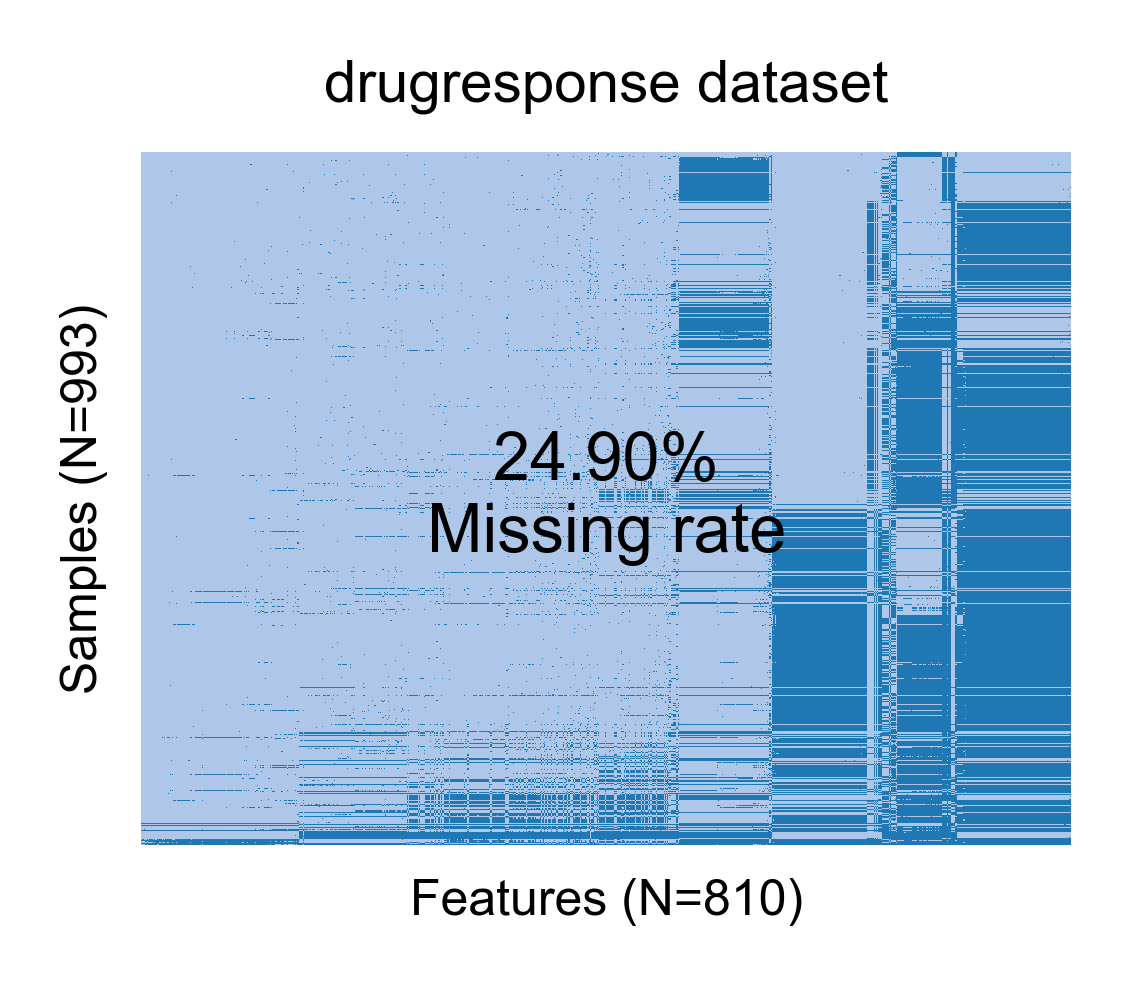 drugresponse dataset
Samples (N=993)
24.90%
Missing rate
Features (N=810)